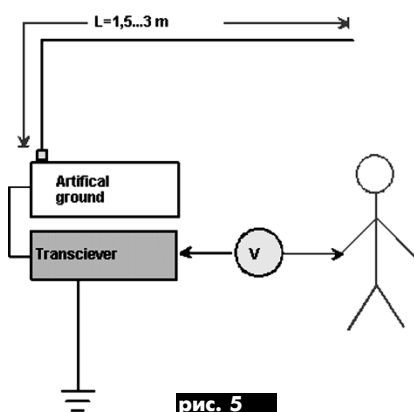 L=1,5...3 m
Artifical
ground
Transciever
V
рис. 5